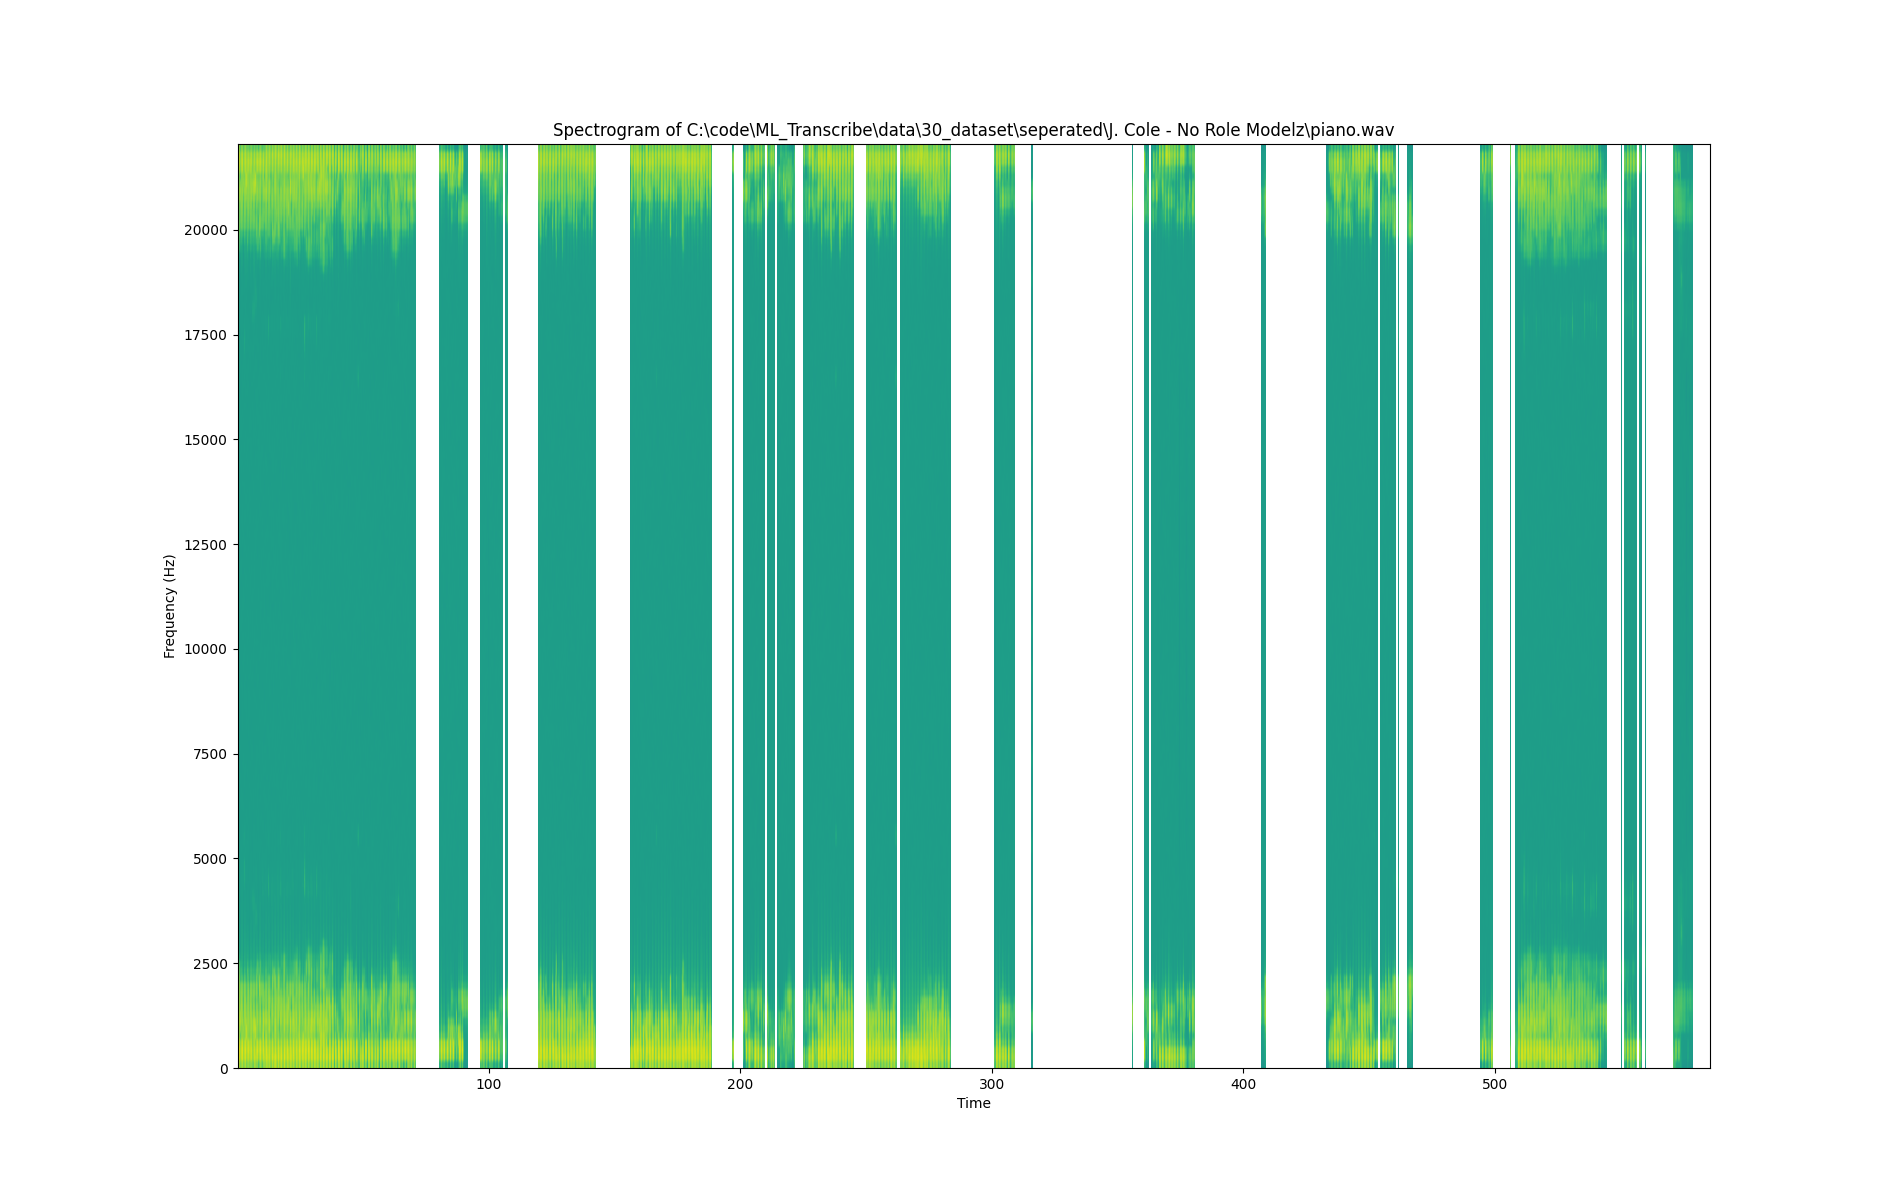 Spectrogram of C:\code\ML_Transcribe\data\30_dataset\seperated\J. Cole - No Role Modelz\piano.wav
20000
17500
15000
12500
10000
7500
5000
2500
0
Frequency (Hz)
100 200 300 400 500
Time